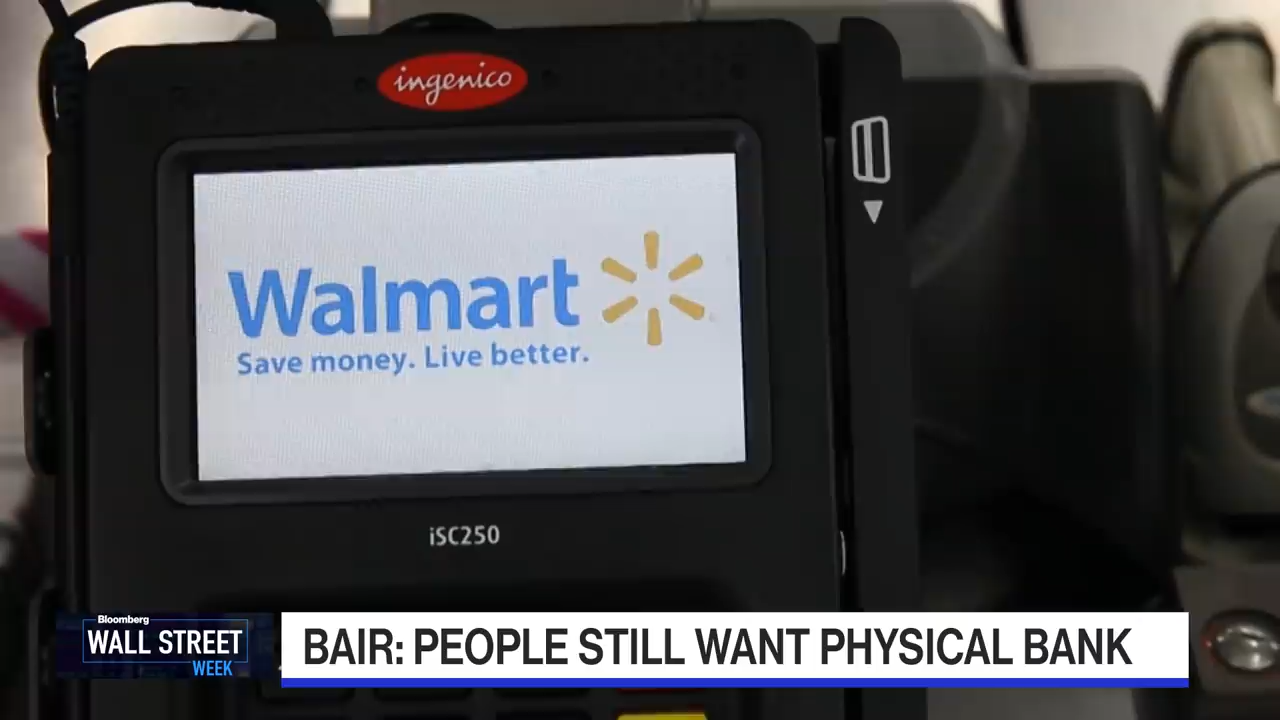 ingenico
Walmart
Save money. Live better.
iSC250
Bloomberg
WALL STREET
WEEK
BAIR: PEOPLE STILL WANT PHYSICAL BANK